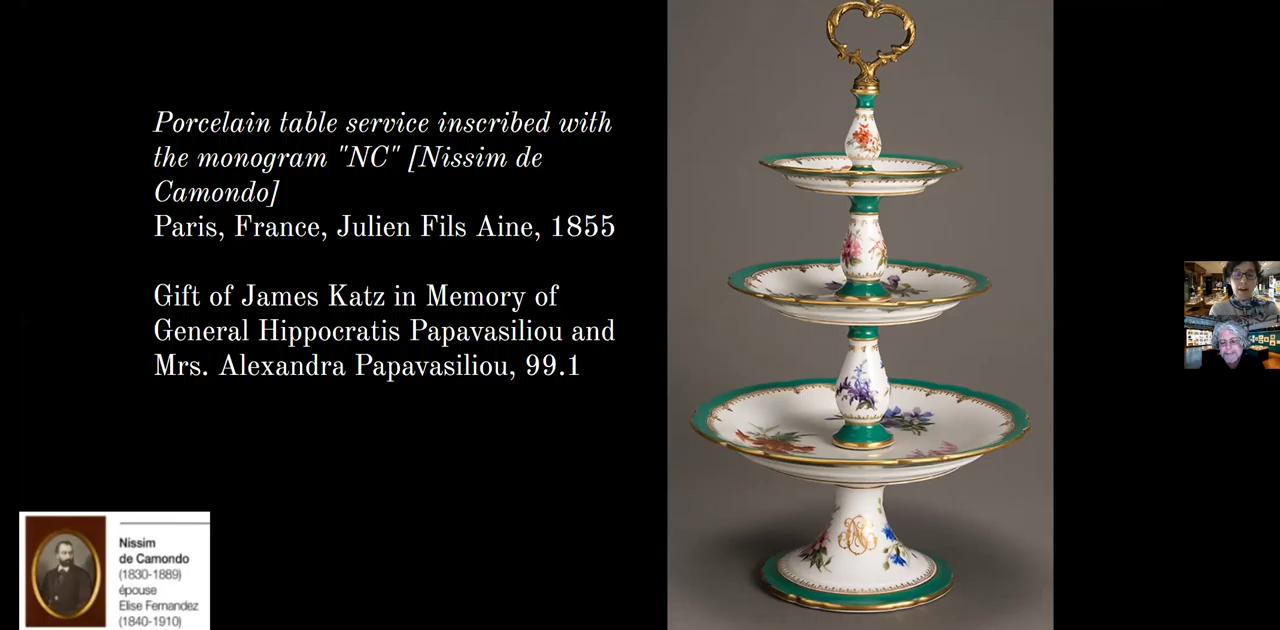 Porcelain table service inscribed with
the monogram "NC" [Nissim de
Camondo]
Paris, France, Julien Fils Aine, 1855
Gift of James Katz in Memory of
General Hippocratis Papavasiliou and
Mrs. Alexandra Papavasiliou, 99.1
Nissim
de Camondo
(1830-1889)
épouse
Elise Fernandez
(1840-1910)
NC